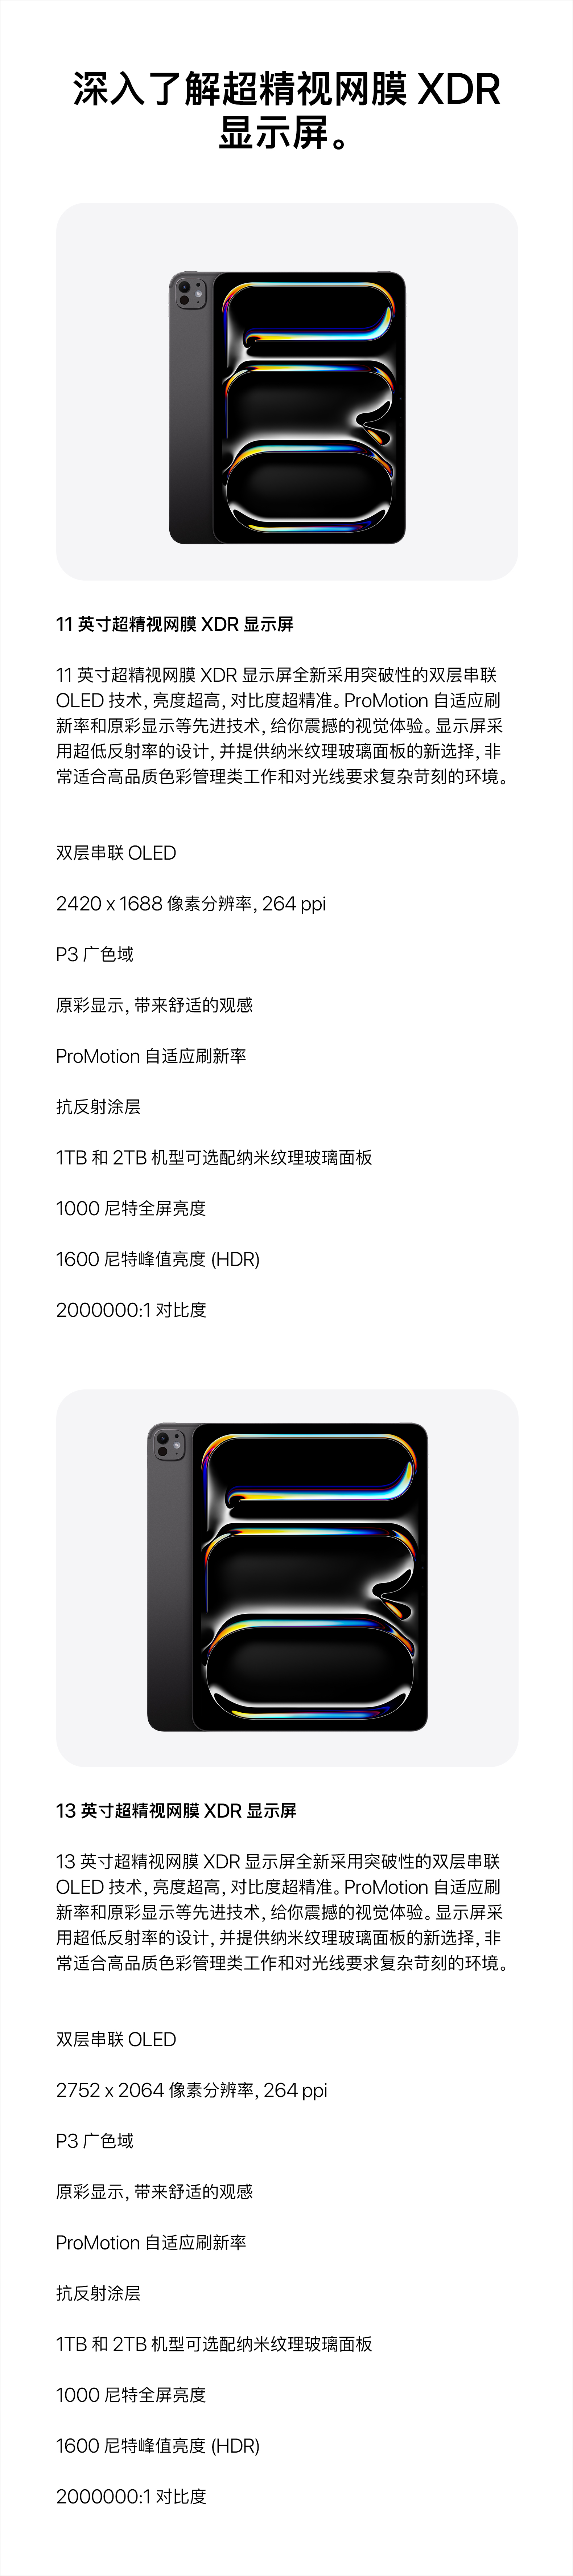 深入了解超精视网膜 XDR
显示屏。
11 英寸超精视网膜 XDR 显示屏
11 英寸超精视网膜 XDR 显示屏全新采用突破性的双层串联
OLED 技术，亮度超高，对比度超精准。ProMotion 自适应刷
新率和原彩显示等先进技术，给你震撼的视觉体验。显示屏采
用超低反射率的设计，并提供纳米纹理玻璃面板的新选择，非
常适合高品质色彩管理类工作和对光线要求复杂苛刻的环境。
双层串联 OLED
2420 x 1688 像素分辨率，264 ppi
P3 广色域
原彩显示，带来舒适的观感
ProMotion 自适应刷新率
抗反射涂层
1TB 和 2TB 机型可选配纳米纹理玻璃面板
1000 尼特全屏亮度
1600 尼特峰值亮度 (HDR)
2000000:1 对比度
13 英寸超精视网膜 XDR 显示屏
13 英寸超精视网膜 XDR 显示屏全新采用突破性的双层串联
OLED 技术，亮度超高，对比度超精准。ProMotion 自适应刷
新率和原彩显示等先进技术，给你震撼的视觉体验。显示屏采
用超低反射率的设计，并提供纳米纹理玻璃面板的新选择，非
常适合高品质色彩管理类工作和对光线要求复杂苛刻的环境。
双层串联 OLED
2752 x 2064 像素分辨率，264 ppi
P3 广色域
原彩显示，带来舒适的观感
ProMotion 自适应刷新率
抗反射涂层
1TB 和 2TB 机型可选配纳米纹理玻璃面板
1000 尼特全屏亮度
1600 尼特峰值亮度 (HDR)
2000000:1 对比度